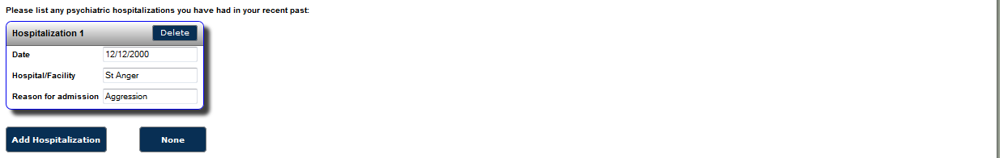 Please list any psychiatric hospitalizations you have had in your recent past:
Hospitalization 1 Delete
Date 12/12/2000
Hospital/Facility St Anger
Reason for admission Aggression
Add Hospitalization None